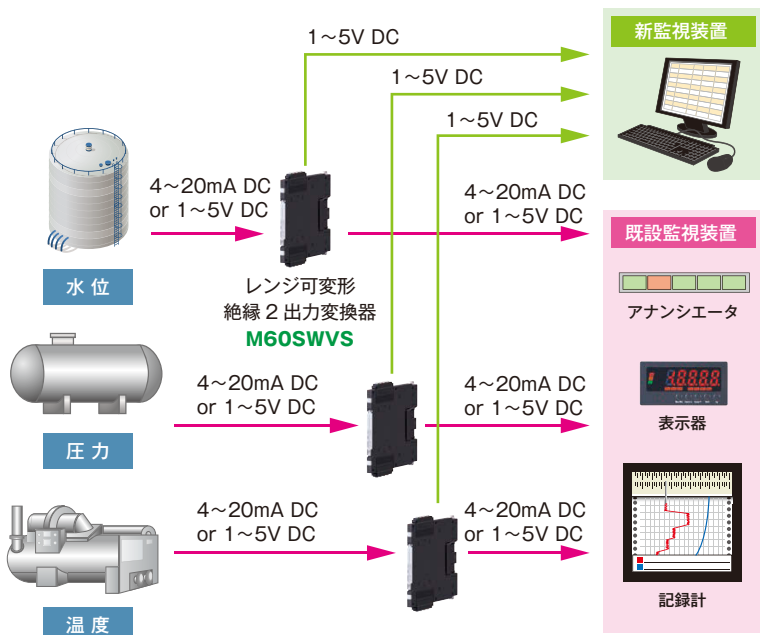 1～5V DC
新監視装置
1～5V DC
1～5V DC
4～20mA DC
or 1～5V DC
4～20mA DC
or 1～5V DC
既設監視装置
水位
レンジ可変形
絶縁2出力変換器
M60SWVS
アナンシエータ
4～20mA DC
or 1～5V DC
4～20mA DC
or 1～5V DC
88888
表示器
圧力
4～20mA DC
or 1～5V DC
4～20mA DC
or 1～5V DC
記録計
温度